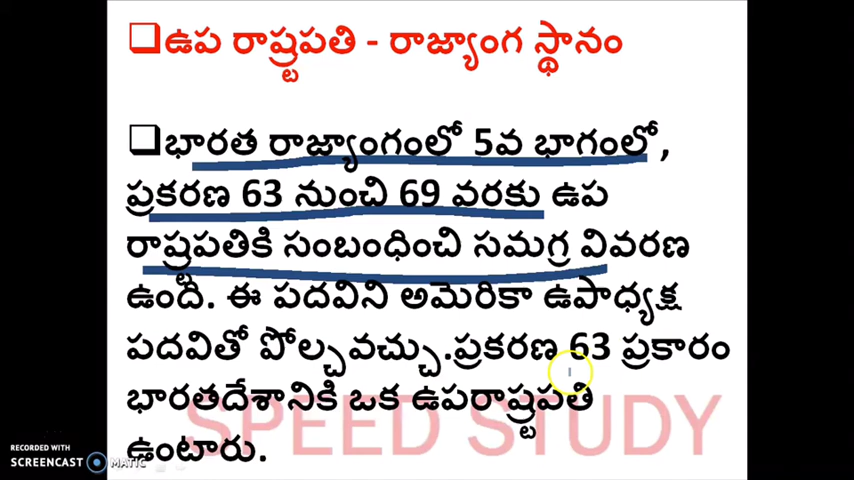 ❑ఉప రాష్ట్రపతి - రాజ్యాంగ స్థానం
❑భారత రాజ్యాంగంలో 5వ భాగంలో,
ప్రకరణ 63 నుంచి 69 వరకు ఉప
రాష్ట్రపతికి సంబంధించి సమగ్ర వివరణ
ఉంది. ఈ పదవిని అమెరికా ఉపాధ్యక్ష
పదవితో పోల్చవచ్చు.ప్రకరణ 63 ప్రకారం
భారతదేశానికి ఒక ఉపరాష్ట్రపతి
SPEED STUDY
ఉంటారు.
RECORDED WITH
SCREENCAST MATIC